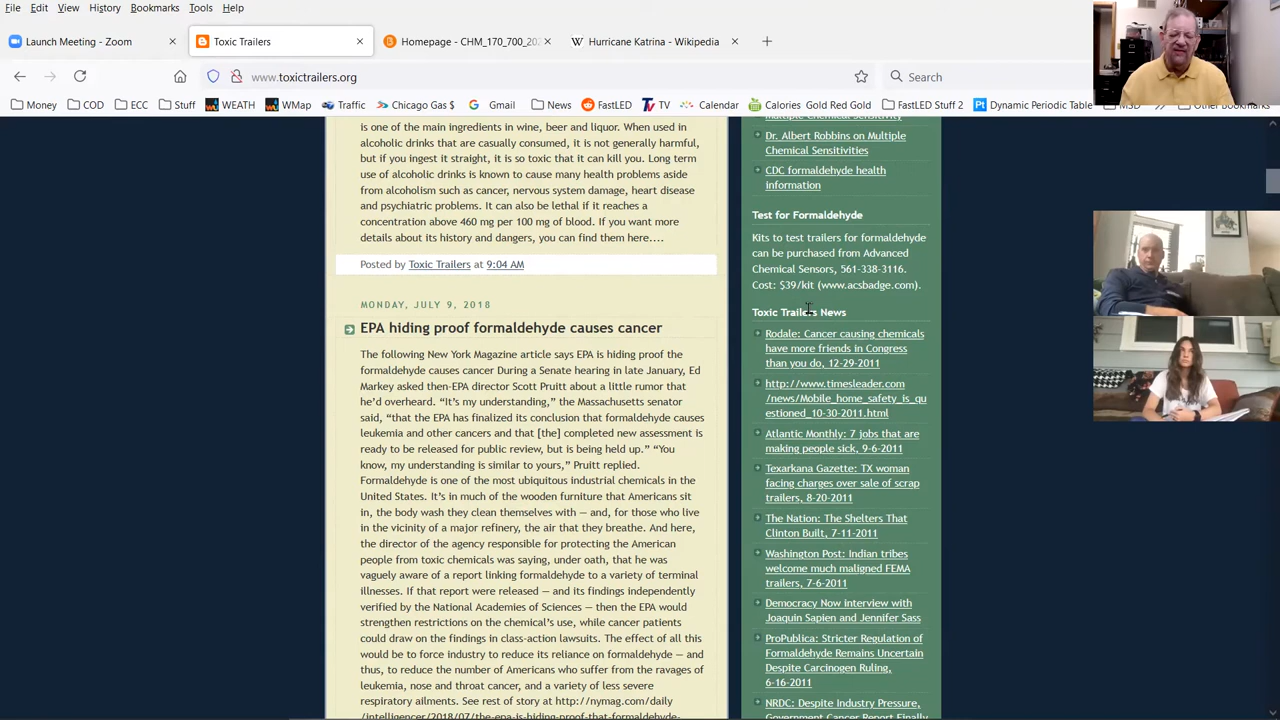 File Edit View History Bookmarks Tools Help
Launch Meeting - Zoom
Toxic Trailers
Homepage - CHM_170_700_202
Hurricane Katrina - Wikipedia
www.toxictrailers.org
Search
Money COD ECC Stuff WEATH WMap Traffic Chicago Gas $ Gmail News FastLED TV Calendar Calories Gold Red Gold FastLED Stuff 2 Dynamic Periodic Table MSD Other Bookmarks
is one of the main ingredients in wine, beer and liquor. When used in
alcoholic drinks that are casually consumed, it is not generally harmful,
but if you ingest it straight, it is so toxic that it can kill you. Long term
use of alcoholic drinks is known to cause many health problems aside
from alcoholism such as cancer, nervous system damage, heart disease
and psychiatric problems. It can also be lethal if it reaches a
concentration above 460 mg per 100 mg of blood. If you want more
details about its history and dangers, you can find them here....
Posted by Toxic Trailers at 9:04 AM
MONDAY, JULY 9, 2018
EPA hiding proof formaldehyde causes cancer
The following New York Magazine article says EPA is hiding proof the
formaldehyde causes cancer During a Senate hearing in late January, Ed
Markey asked then-EPA director Scott Pruitt about a little rumor that
he'd overheard. “It's my understanding,” the Massachusetts senator
said, “that the EPA has finalized its conclusion that formaldehyde causes
leukemia and other cancers and that [the] completed new assessment is
ready to be released for public review, but is being held up.” “You
know, my understanding is similar to yours,” Pruitt replied.
Formaldehyde is one of the most ubiquitous industrial chemicals in the
United States. It's in much of the wooden furniture that Americans sit
in, the body wash they clean themselves with — and, for those who live
in the vicinity of a major refinery, the air that they breathe. And here,
the director of the agency responsible for protecting the American
people from toxic chemicals was saying, under oath, that he was
vaguely aware of a report linking formaldehyde to a variety of terminal
illnesses. If that report were released — and its findings independently
verified by the National Academies of Sciences — then the EPA would
strengthen restrictions on the chemical's use, while cancer patients
could draw on the findings in class-action lawsuits. The effect of all this
would be to force industry to reduce its reliance on formaldehyde — and
thus, to reduce the number of Americans who suffer from the ravages of
leukemia, nose and throat cancer, and a variety of less severe
respiratory ailments. See rest of story at http://nymag.com/daily
/intelligencer/2018/07/the-epa-is-hiding-proof-that-formaldehyde-
Multiple Chemical Sensitivity
Dr. Albert Robbins on Multiple
Chemical Sensitivities
CDC formaldehyde health
information
Test for Formaldehyde
Kits to test trailers for formaldehyde
can be purchased from Advanced
Chemical Sensors, 561-338-3116.
Cost: $39/kit (www.acsbadge.com).
Toxic Trailers News
Rodale: Cancer causing chemicals
have more friends in Congress
than you do, 12-29-2011
http://www.timesleader.com
/news/Mobile_home_safety_is_qu
estioned_10-30-2011.html
Atlantic Monthly: 7 jobs that are
making people sick, 9-6-2011
Texarkana Gazette: TX woman
facing charges over sale of scrap
trailers, 8-20-2011
The Nation: The Shelters That
Clinton Built, 7-11-2011
Washington Post: Indian tribes
welcome much maligned FEMA
trailers, 7-6-2011
Democracy Now interview with
Joaquin Sapien and Jennifer Sass
ProPublica: Stricter Regulation of
Formaldehyde Remains Uncertain
Despite Carcinogen Ruling,
6-16-2011
NRDC: Despite Industry Pressure,
Government Cancer Report Finally